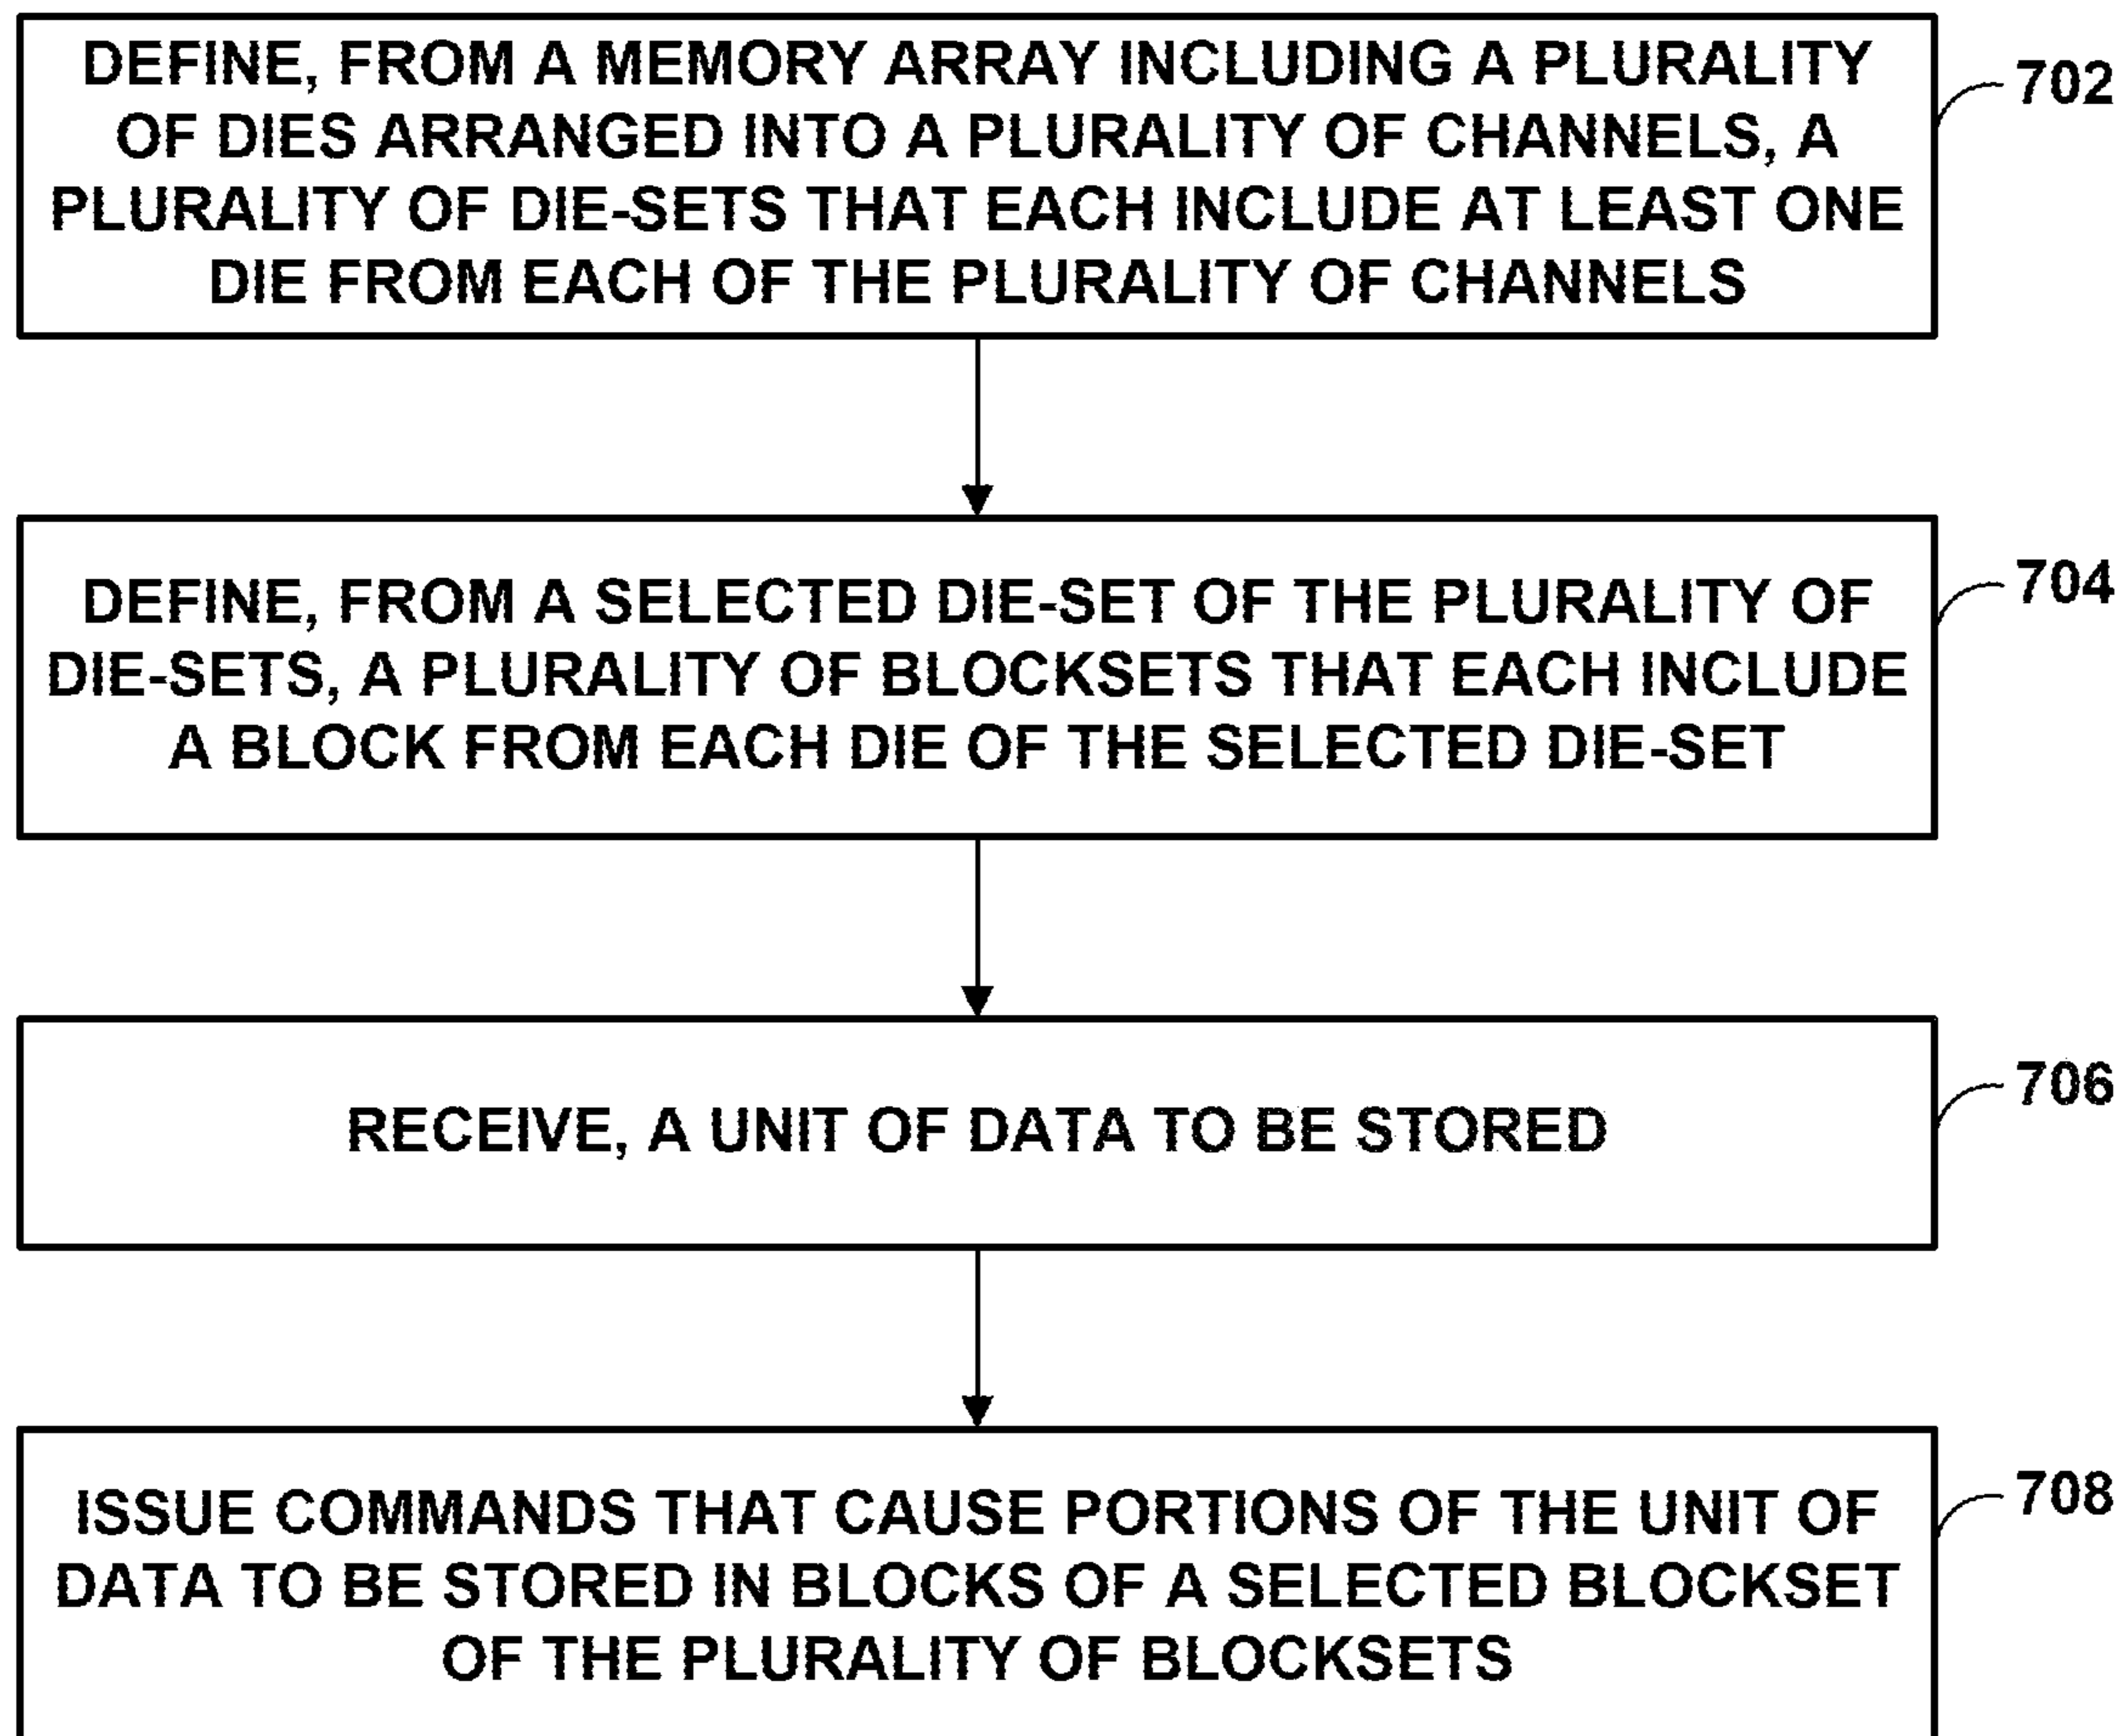 DEFINE, FROM A MEMORY ARRAY INCLUDING A PLURALITY
OF DIES ARRANGED INTO A PLURALITY OF CHANNELS, A
PLURALITY OF DIE-SETS THAT EACH INCLUDE AT LEAST ONE
DIE FROM EACH OF THE PLURALITY OF CHANNELS
702
DEFINE, FROM A SELECTED DIE-SET OF THE PLURALITY OF
DIE-SETS, A PLURALITY OF BLOCKSETS THAT EACH INCLUDE
A BLOCK FROM EACH DIE OF THE SELECTED DIE-SET
704
RECEIVE, A UNIT OF DATA TO BE STORED
706
ISSUE COMMANDS THAT CAUSE PORTIONS OF THE UNIT OF
DATA TO BE STORED IN BLOCKS OF A SELECTED BLOCKSET
OF THE PLURALITY OF BLOCKSETS
708